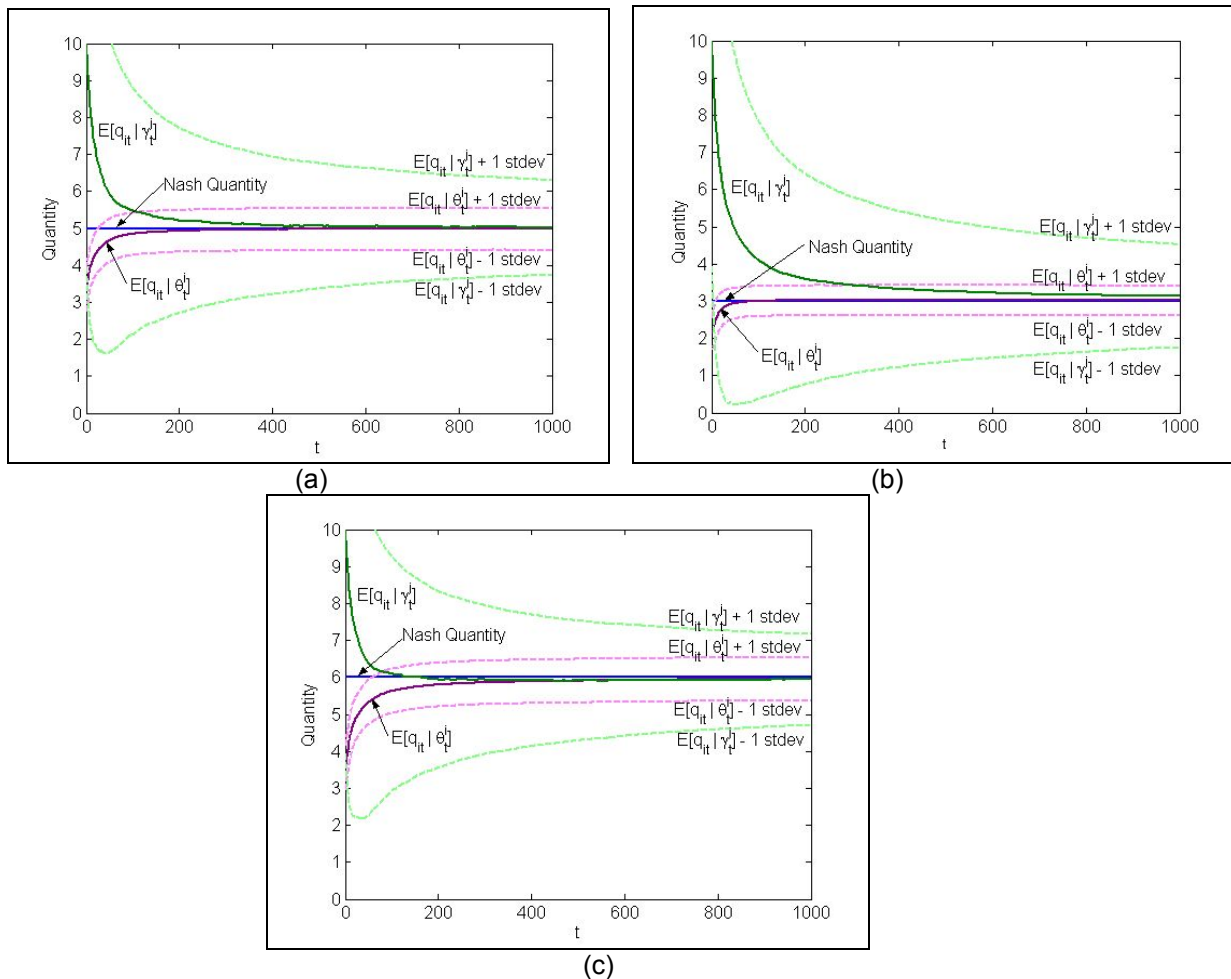 10
9
8
7
6
5
4
3
2
1
0
Quantity
E[q_it | γ_t^i]
Nash Quantity
E[q_it | γ_t^i] + 1 stdev
E[q_it | θ_t^i] + 1 stdev
E[q_it | θ_t^i] - 1 stdev
E[q_it | γ_t^i] - 1 stdev
E[q_it | θ_t^i]
0 200 400 600 800 1000
t
(a)
10
9
8
7
6
5
4
3
2
1
0
Quantity
E[q_it | γ_t^i]
E[q_it | γ_t^i] + 1 stdev
Nash Quantity
E[q_it | θ_t^i] + 1 stdev
E[q_it | θ_t^i] - 1 stdev
E[q_it | θ_t^i]
E[q_it | γ_t^i] - 1 stdev
0 200 400 600 800 1000
t
(b)
10
9
8
7
6
5
4
3
2
1
0
Quantity
E[q_it | γ_t^i]
Nash Quantity
E[q_it | γ_t^i] + 1 stdev
E[q_it | θ_t^i] + 1 stdev
E[q_it | θ_t^i] - 1 stdev
E[q_it | θ_t^i]
E[q_it | γ_t^i] - 1 stdev
0 200 400 600 800 1000
t
(c)